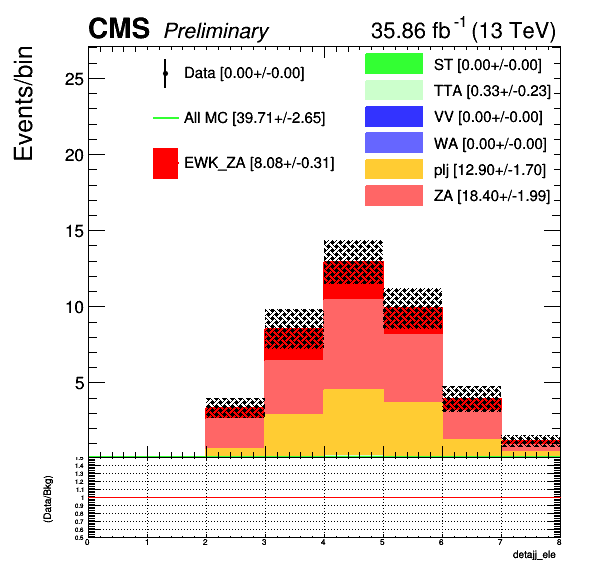 CMS Preliminary 35.86 fb⁻¹ (13 TeV)
Events/bin
25
20
15
10
5
Data [0.00+/-0.00]
All MC [39.71+/-2.65]
EWK_ZA [8.08+/-0.31]
ST [0.00+/-0.00]
TTA [0.33+/-0.23]
VV [0.00+/-0.00]
WA [0.00+/-0.00]
plj [12.90+/-1.70]
ZA [18.40+/-1.99]
(Data/Bkg)
1.5
1.4
1.3
1.2
1.1
1
0.9
0.8
0.7
0.6
0.5
0 1 2 3 4 5 6 7 8
detajj_ele